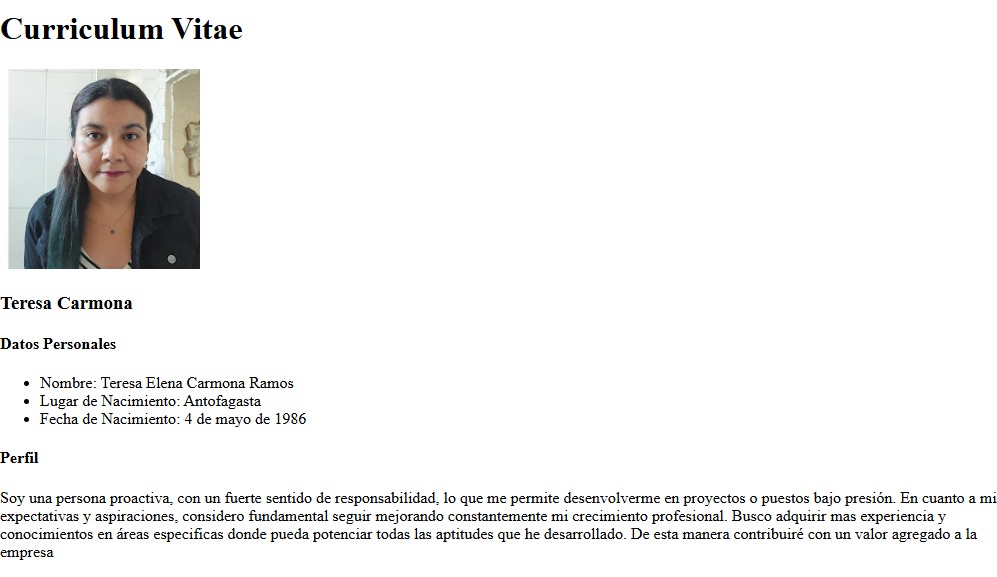 Curriculum Vitae
Teresa Carmona
Datos Personales
Nombre: Teresa Elena Carmona Ramos
Lugar de Nacimiento: Antofagasta
Fecha de Nacimiento: 4 de mayo de 1986
Perfil
Soy una persona proactiva, con un fuerte sentido de responsabilidad, lo que me permite desenvolverme en proyectos o puestos bajo presión. En cuanto a mi
expectativas y aspiraciones, considero fundamental seguir mejorando constantemente mi crecimiento profesional. Busco adquirir mas experiencia y
conocimientos en áreas especificas donde pueda potenciar todas las aptitudes que he desarrollado. De esta manera contribuiré con un valor agregado a la
empresa